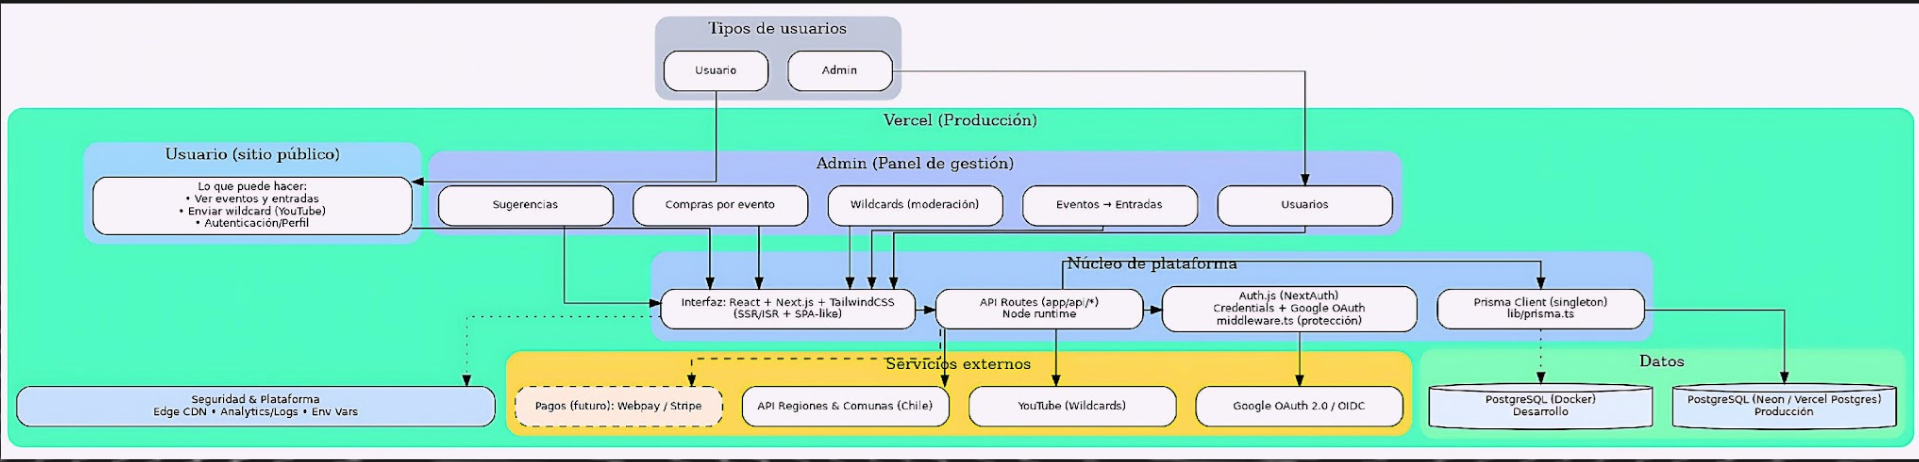 Tipos de usuarios
Usuario
Admin
Vercel (Producción)
Usuario (sitio público)
Lo que puede hacer:
• Ver eventos y entradas
• Enviar wildcard (YouTube)
• Autenticación/Perfil
Admin (Panel de gestión)
Sugerencias
Compras por evento
Wildcards (moderación)
Eventos → Entradas
Usuarios
Núcleo de plataforma
Interfaz: React + Next.js + TailwindCSS
(SSR/ISR + SPA-like)
API Routes (app/api/*)
Node runtime
Auth.js (NextAuth)
Credentials + Google OAuth
middleware.ts (protección)
Prisma Client (singleton)
lib/prisma.ts
Seguridad & Plataforma
Edge CDN • Analytics/Logs • Env Vars
Servicios externos
Pagos (futuro): Webpay / Stripe
API Regiones & Comunas (Chile)
YouTube (Wildcards)
Google OAuth 2.0 / OIDC
Datos
PostgreSQL (Docker)
Desarrollo
PostgreSQL (Neon / Vercel Postgres)
Producción